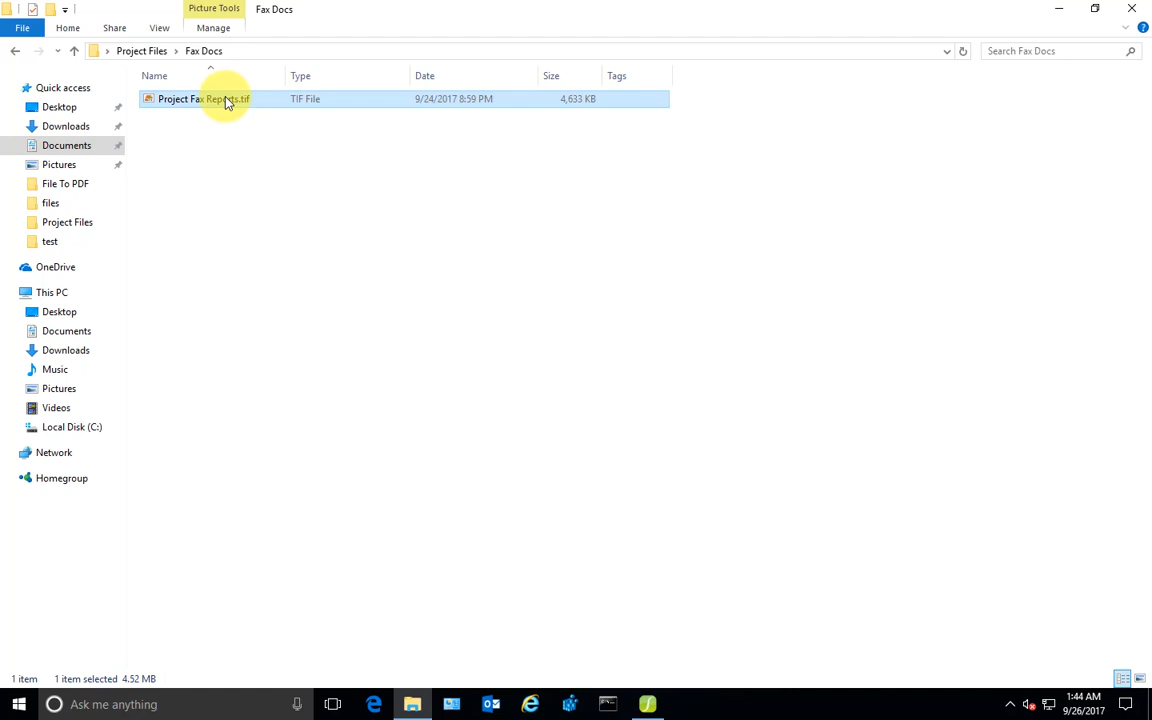 Picture Tools
Fax Docs
File
Home
Share
View
Manage
Project Files
Fax Docs
Search Fax Docs
Name
Type
Date
Size
Tags
Project Fax Reports.tif
TIF File
9/24/2017 8:59 PM
4,633 KB
Quick access
Desktop
Downloads
Documents
Pictures
File To PDF
files
Project Files
test
OneDrive
This PC
Desktop
Documents
Downloads
Music
Pictures
Videos
Local Disk (C:)
Network
Homegroup
1 item
1 item selected 4.52 MB
Ask me anything
1:44 AM
9/26/2017